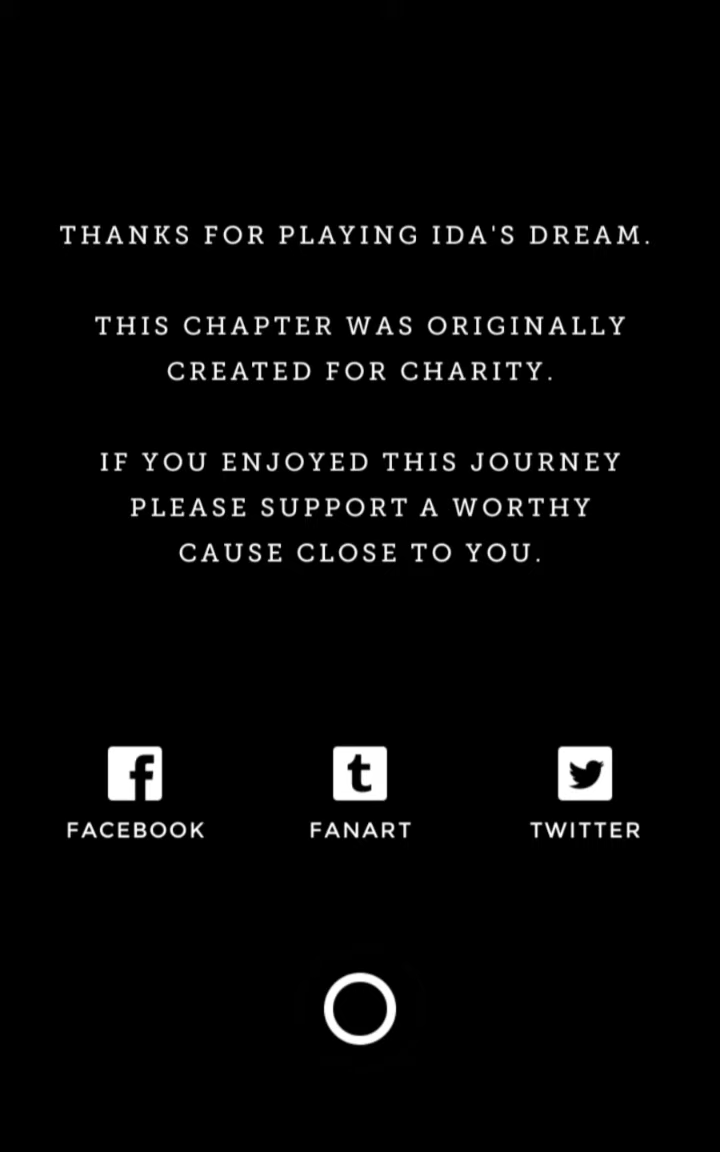 THANKS FOR PLAYING IDA'S DREAM.
THIS CHAPTER WAS ORIGINALLY
CREATED FOR CHARITY.
IF YOU ENJOYED THIS JOURNEY
PLEASE SUPPORT A WORTHY
CAUSE CLOSE TO YOU.
FACEBOOK FANART TWITTER